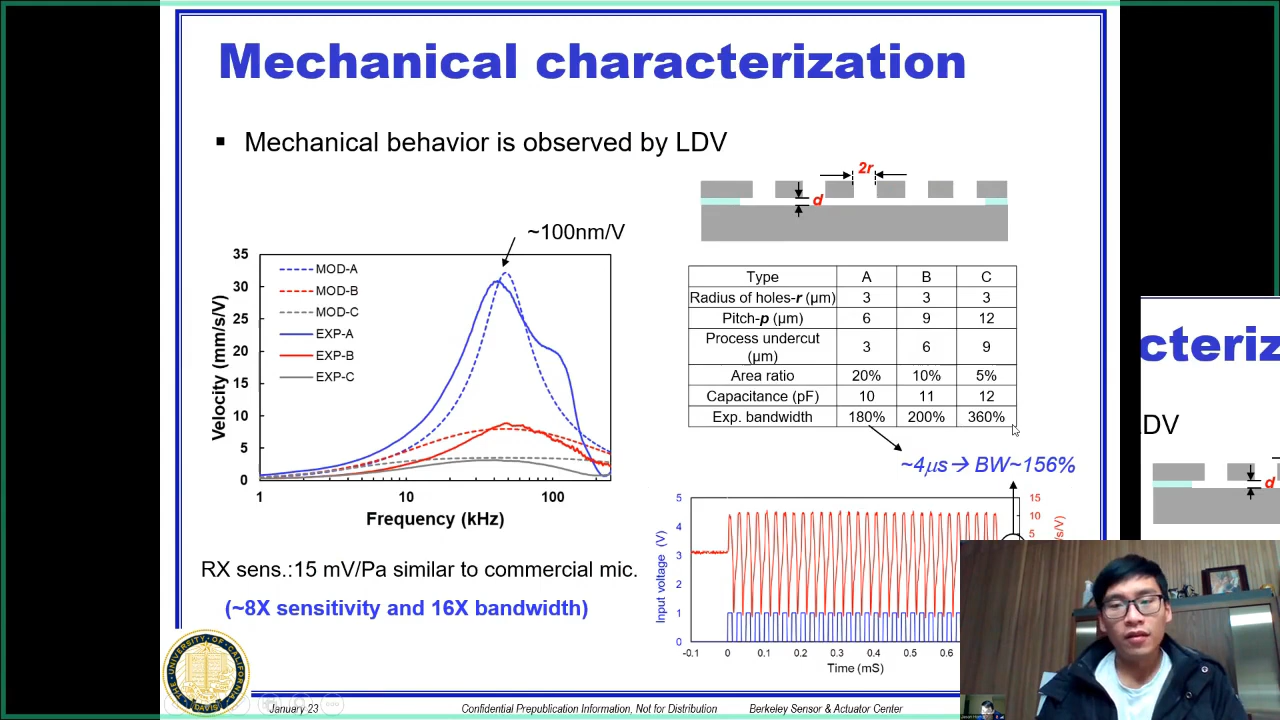 Mechanical characterization
▪ Mechanical behavior is observed by LDV
2r
d
~100nm/V
35
30
25
20
15
10
5
0
Velocity (mm/s/V)
MOD-A
MOD-B
MOD-C
EXP-A
EXP-B
EXP-C
1 10 100
Frequency (kHz)
Type A B C
Radius of holes-r (μm) 3 3 3
Pitch-p (μm) 6 9 12
Process undercut (μm) 3 6 9
Area ratio 20% 10% 5%
Capacitance (pF) 10 11 12
Exp. bandwidth 180% 200% 360%
~4μs→ BW~156%
5
4
3
2
1
0
Input voltage (V)
15
10
5
/s/V)
-0.1 0 0.1 0.2 0.3 0.4 0.5 0.6
Time (mS)
RX sens.:15 mV/Pa similar to commercial mic.
(~8X sensitivity and 16X bandwidth)
THE UNIVERSITY OF CALIFORNIA
DAVIS
January 23
Confidential Prepublication Information, Not for Distribution
Berkeley Sensor & Actuator Center
cteriz
DV
d